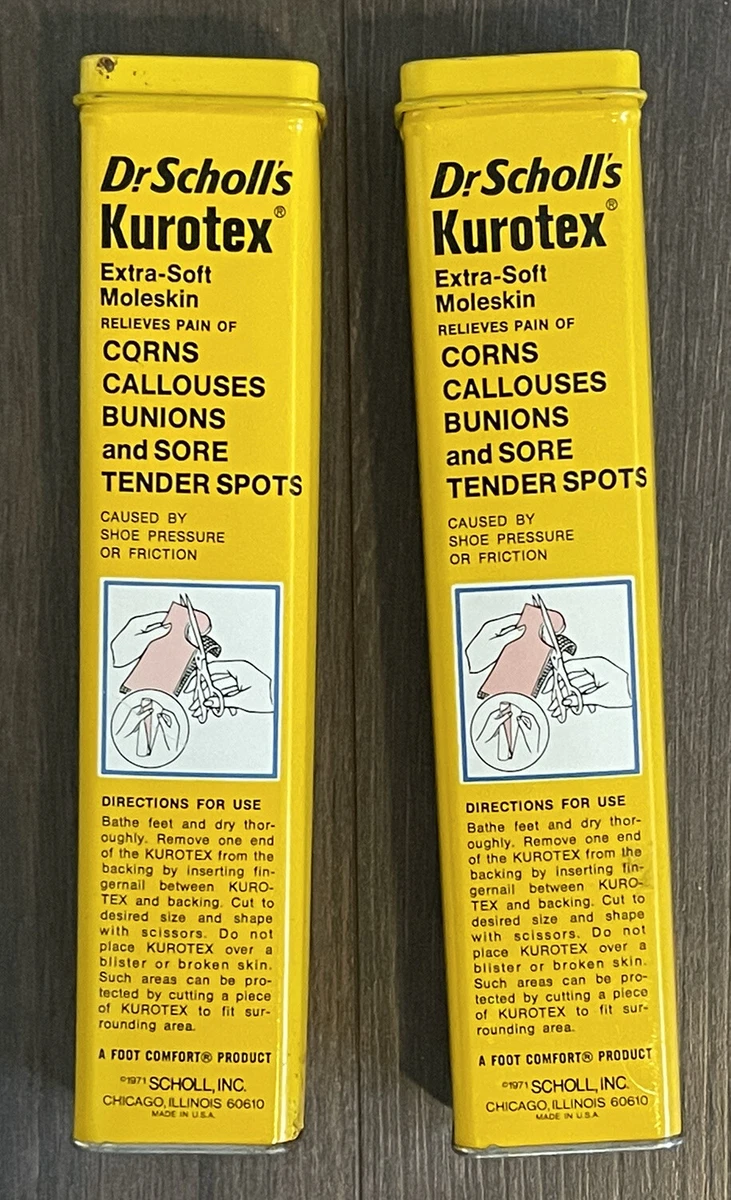 Dr. Scholl's
Kurotex®
Extra-Soft
Moleskin
RELIEVES PAIN OF
CORNS
CALLOUSES
BUNIONS
and SORE
TENDER SPOTS
CAUSED BY
SHOE PRESSURE
OR FRICTION
DIRECTIONS FOR USE
Bathe feet and dry thor-
oughly. Remove one end
of the KUROTEX from the
backing by inserting fin-
gernail between KURO-
TEX and backing. Cut to
desired size and shape
with scissors. Do not
place KUROTEX over a
blister or broken skin.
Such areas can be pro-
tected by cutting a piece
of KUROTEX to fit sur-
rounding area.
A FOOT COMFORT® PRODUCT
©1971 SCHOLL, INC.
CHICAGO, ILLINOIS 60610
MADE IN U.S.A.
Dr. Scholl's
Kurotex®
Extra-Soft
Moleskin
RELIEVES PAIN OF
CORNS
CALLOUSES
BUNIONS
and SORE
TENDER SPOTS
CAUSED BY
SHOE PRESSURE
OR FRICTION
DIRECTIONS FOR USE
Bathe feet and dry thor-
oughly. Remove one end
of the KUROTEX from the
backing by inserting fin-
gernail between KURO-
TEX and backing. Cut to
desired size and shape
with scissors. Do not
place KUROTEX over a
blister or broken skin.
Such areas can be pro-
tected by cutting a piece
of KUROTEX to fit sur-
rounding area.
A FOOT COMFORT® PRODUCT
©1971 SCHOLL, INC.
CHICAGO, ILLINOIS 60610
MADE IN U.S.A.